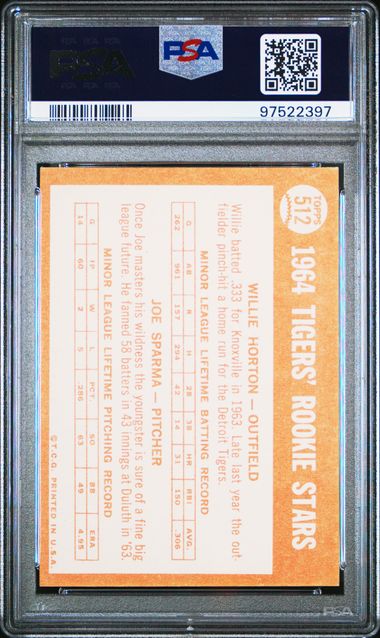 PSA
PSA
97522397
TOPPS
512
1964 TIGERS' ROOKIE STARS
WILLIE HORTON — OUTFIELD
Willie batted .333 for Knoxville in 1963. Late last year the out-
fielder pinch-hit a home run for the Detroit Tigers.
MINOR LEAGUE LIFETIME BATTING RECORD
G AB R H 2B 3B HR RBI AVG.
262 961 157 294 42 14 31 150 .306
JOE SPARMA — PITCHER
Once Joe masters his wildness the youngster is sure of a fine big
league future. He fanned 58 batters in 43 innings at Duluth in '63.
MINOR LEAGUE LIFETIME PITCHING RECORD
G IP W L PCT. SO BB ERA
14 60 2 5 .286 63 49 4.95
© T.C.G. PRINTED IN U.S.A.